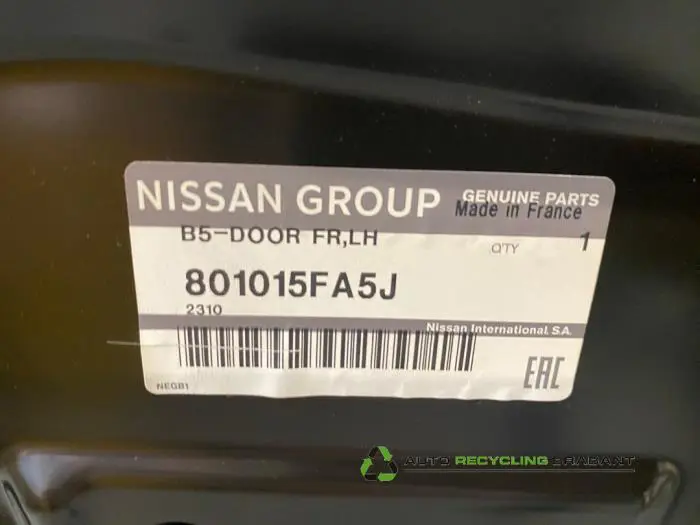 NISSAN GROUP GENUINE PARTS
Made in France
B5-DOOR FR,LH Q'TY 1
801015FA5J
2310
Nissan International. S.A.
NEGB1
EAC
AUTO RECYCLING BRABANT